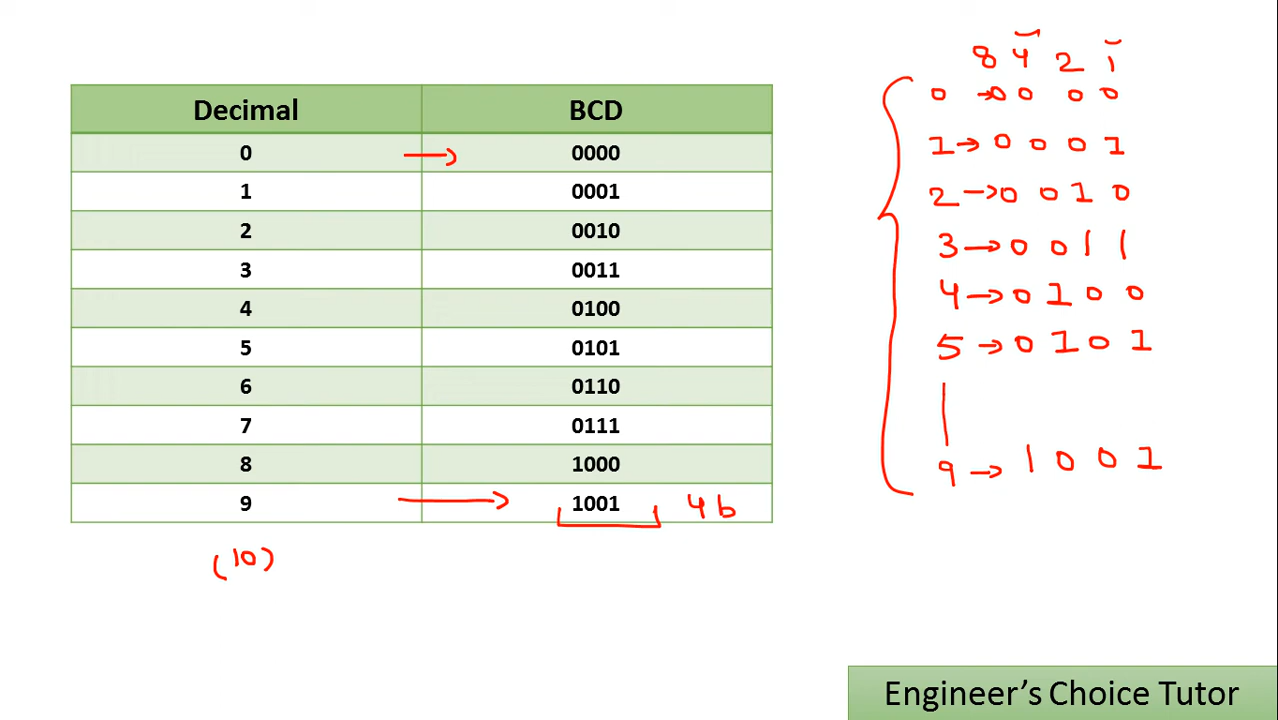 Decimal BCD
0 → 0000
1 0001
2 0010
3 0011
4 0100
5 0101
6 0110
7 0111
8 1000
9 → 1001 4b
(10)
8 4 2 1
0 → 0 0 0 0
1 → 0 0 0 1
2 → 0 0 1 0
3 → 0 0 1 1
4 → 0 1 0 0
5 → 0 1 0 1
9 → 1 0 0 1
Engineer's Choice Tutor